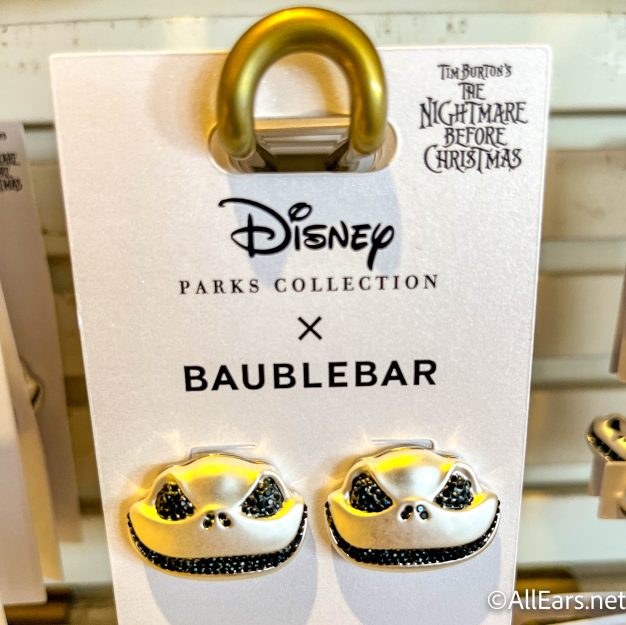 TIM BURTON'S
THE
NIGHTMARE
BEFORE
CHRISTMAS
Disney
PARKS COLLECTION
×
BAUBLEBAR
©AllEars.net